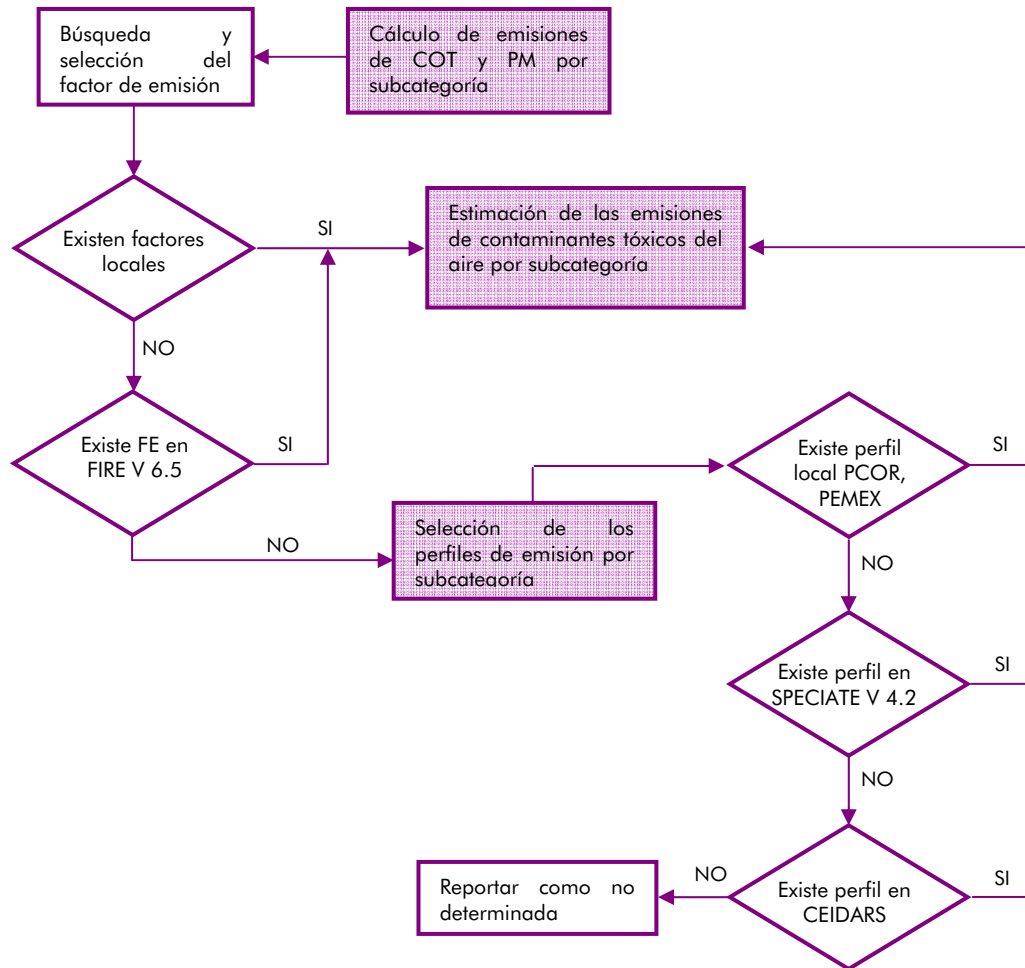 Búsqueda y
selección del
factor de emisión
Cálculo de emisiones
de COT y PM por
subcategoría
Existen factores
locales
SI
Estimación de las emisiones
de contaminantes tóxicos del
aire por subcategoría
NO
Existe FE en
FIRE V 6.5
SI
NO
Selección de los
perfiles de emisión por
subcategoría
Existe perfil
local PCOR,
PEMEX
SI
NO
Existe perfil en
SPECIATE V 4.2
SI
NO
Existe perfil en
CEIDARS
SI
NO
Reportar como no
determinada